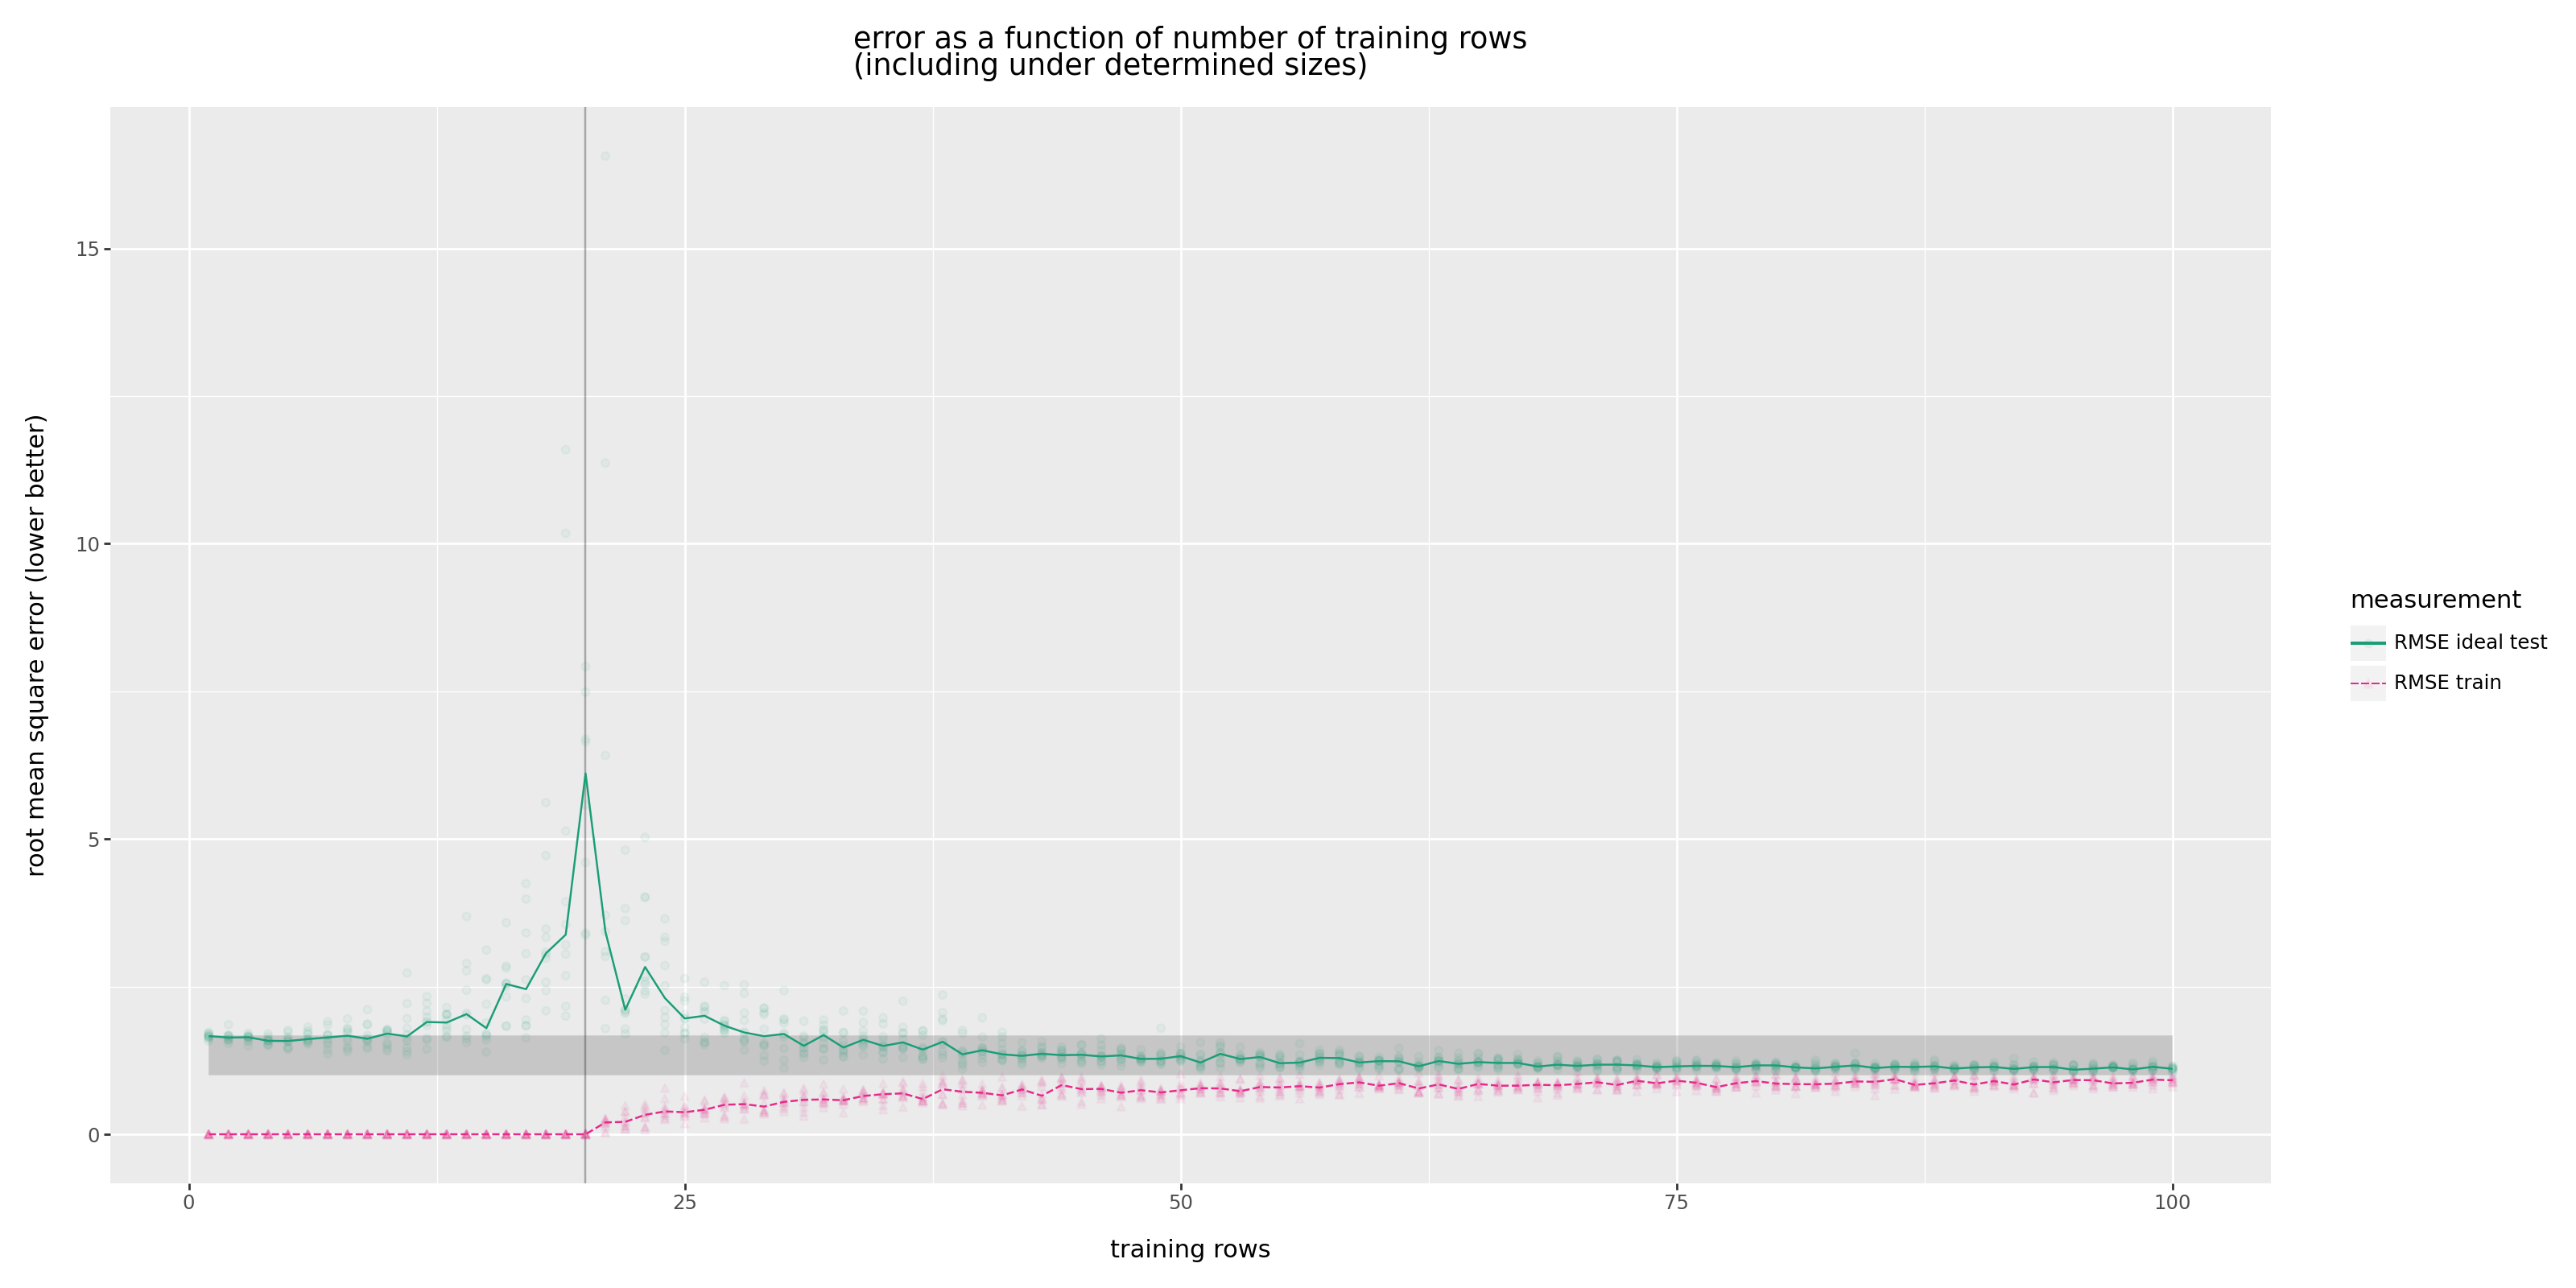 error as a function of number of training rows
(including under determined sizes)
root mean square error (lower better)
15
10
5
0
0
25
50
75
100
training rows
measurement
RMSE ideal test
RMSE train